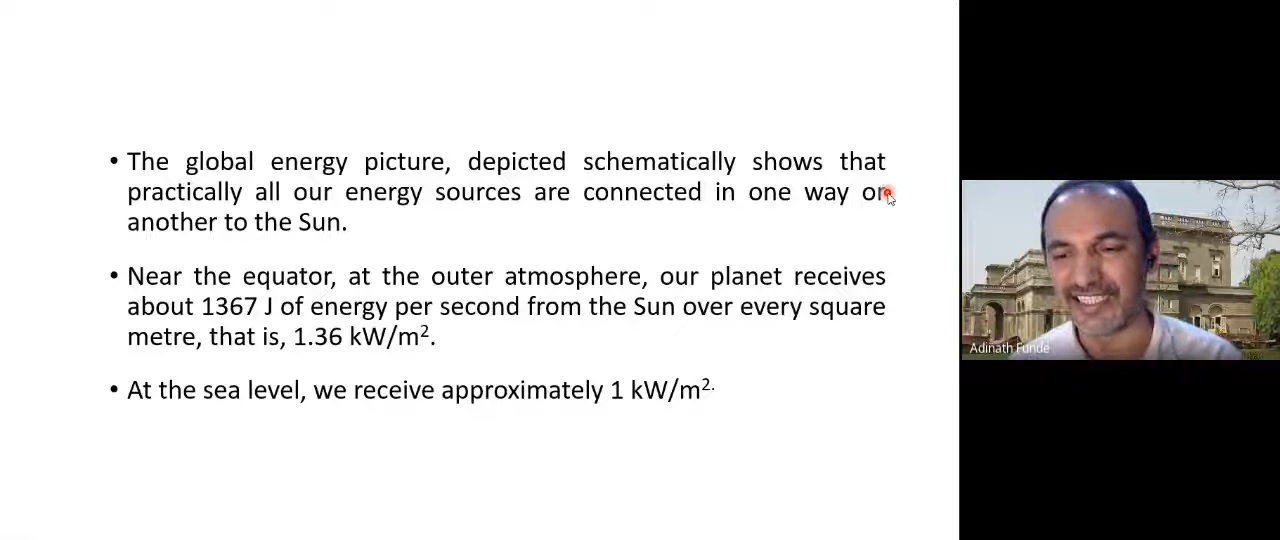 • The global energy picture, depicted schematically shows that
practically all our energy sources are connected in one way or
another to the Sun.
• Near the equator, at the outer atmosphere, our planet receives
about 1367 J of energy per second from the Sun over every square
metre, that is, 1.36 kW/m².
• At the sea level, we receive approximately 1 kW/m².
Adinath Funde